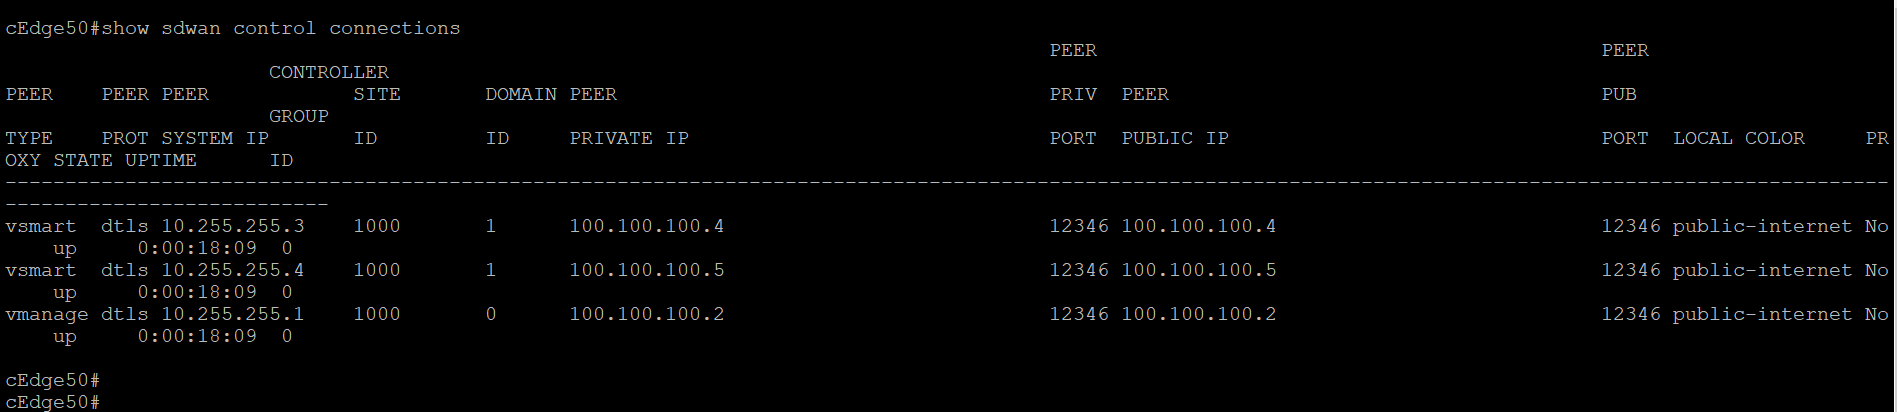 cEdge50#show sdwan control connections
PEER PEER
CONTROLLER
PEER PEER PEER SITE DOMAIN PEER PRIV PEER PUB
GROUP
TYPE PROT SYSTEM IP ID ID PRIVATE IP PORT PUBLIC IP PORT LOCAL COLOR PR
OXY STATE UPTIME ID
--------------------------------------------------------------------------------------------------------------------------------------------------------------
---------------------------
vsmart dtls 10.255.255.3 1000 1 100.100.100.4 12346 100.100.100.4 12346 public-internet No
up 0:00:18:09 0
vsmart dtls 10.255.255.4 1000 1 100.100.100.5 12346 100.100.100.5 12346 public-internet No
up 0:00:18:09 0
vmanage dtls 10.255.255.1 1000 0 100.100.100.2 12346 100.100.100.2 12346 public-internet No
up 0:00:18:09 0
cEdge50#
cEdge50#